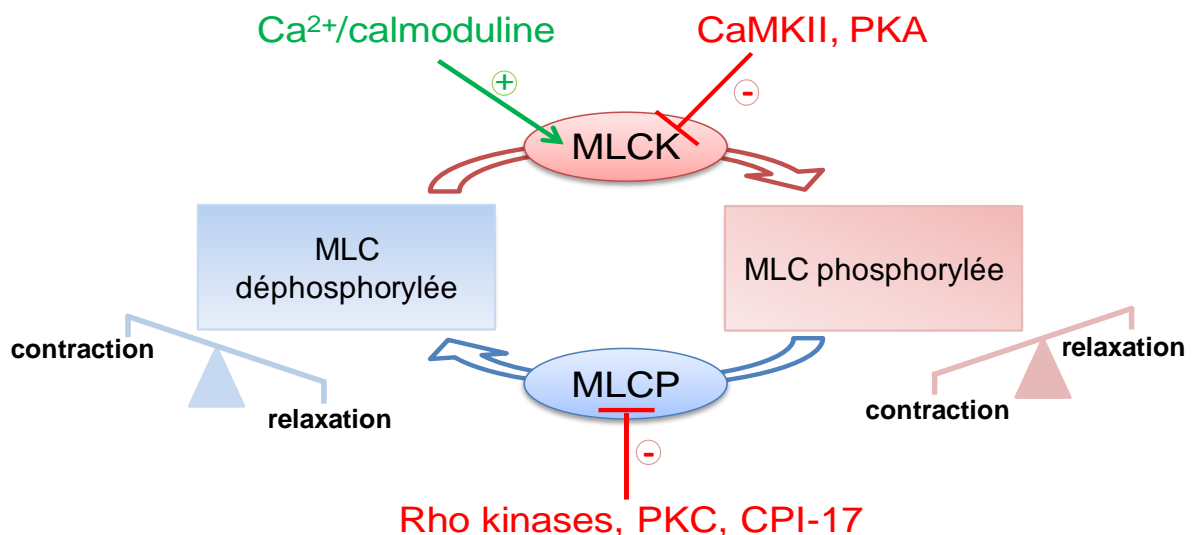 Ca²⁺/calmoduline
CaMKII, PKA
+
-
MLCK
MLC
déphosphorylée
MLC phosphorylée
contraction
relaxation
MLCP
relaxation
contraction
-
Rho kinases, PKC, CPI-17